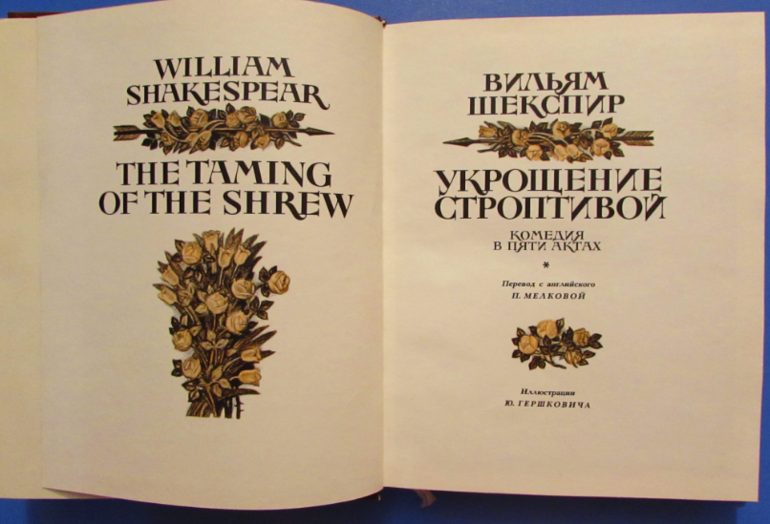 WILLIAM
SHAKESPEAR
THE TAMING
OF THE SHREW
ВИЛЬЯМ
ШЕКСПИР
УКРОЩЕНИЕ
СТРОПТИВОЙ
КОМЕДИЯ
В ПЯТИ АКТАХ
*
Перевод с английского
П. МЕЛКОВОЙ
Иллюстрации
Ю. ГЕРШКОВИЧА